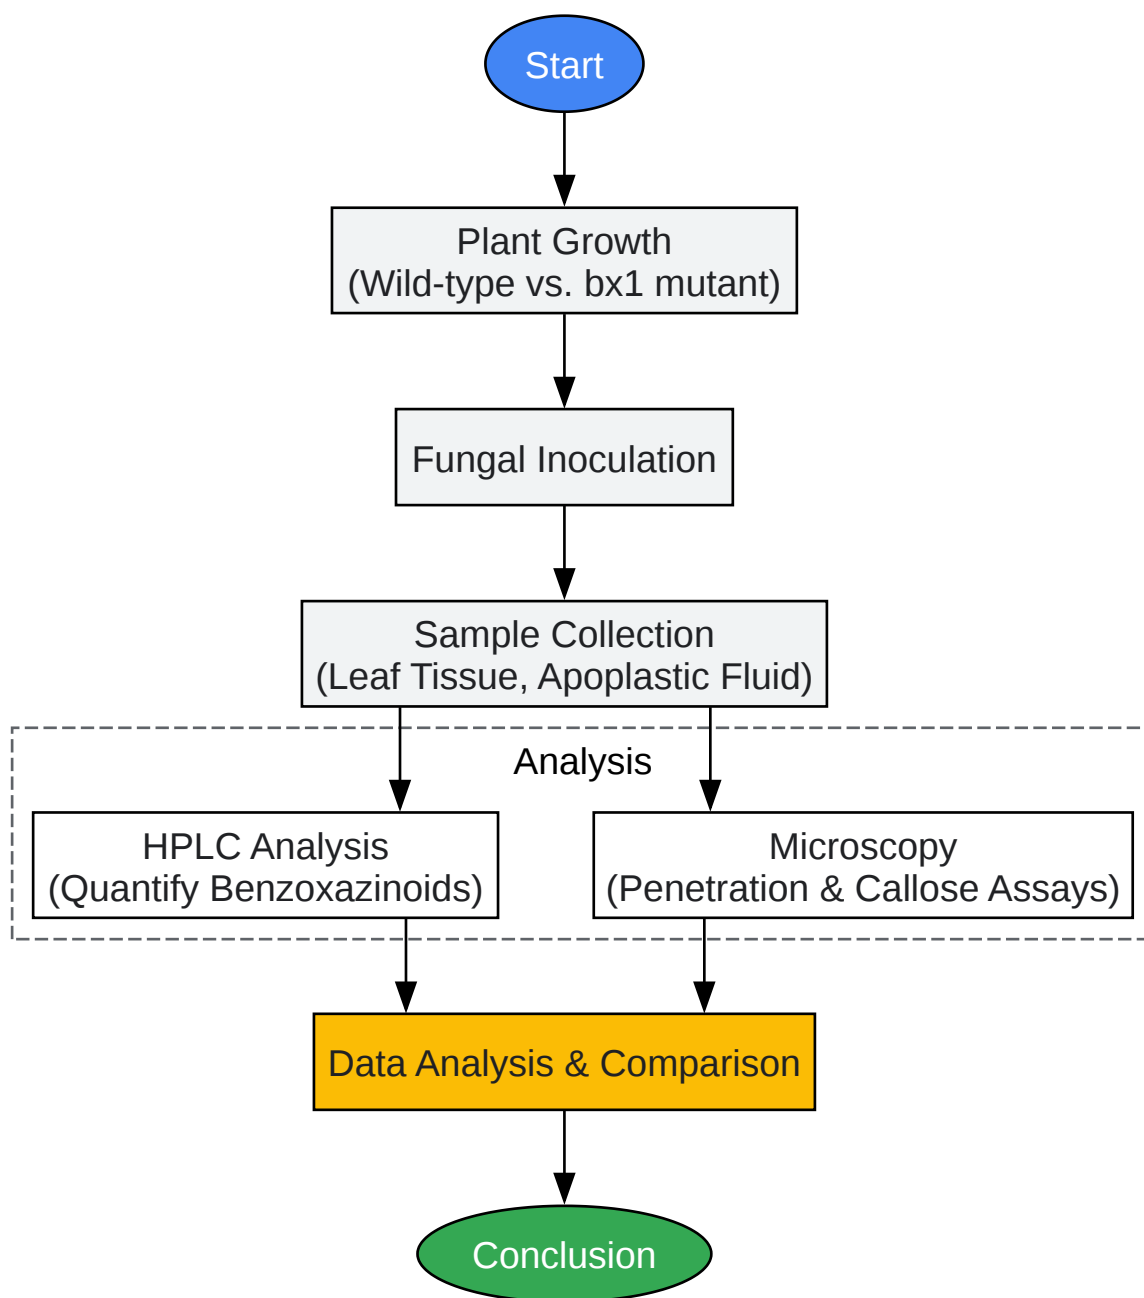 Start
Plant Growth
(Wild-type vs. bx1 mutant)
Fungal Inoculation
Sample Collection
(Leaf Tissue, Apoplastic Fluid)
Analysis
HPLC Analysis
(Quantify Benzoxazinoids)
Microscopy
(Penetration & Callose Assays)
Data Analysis & Comparison
Conclusion